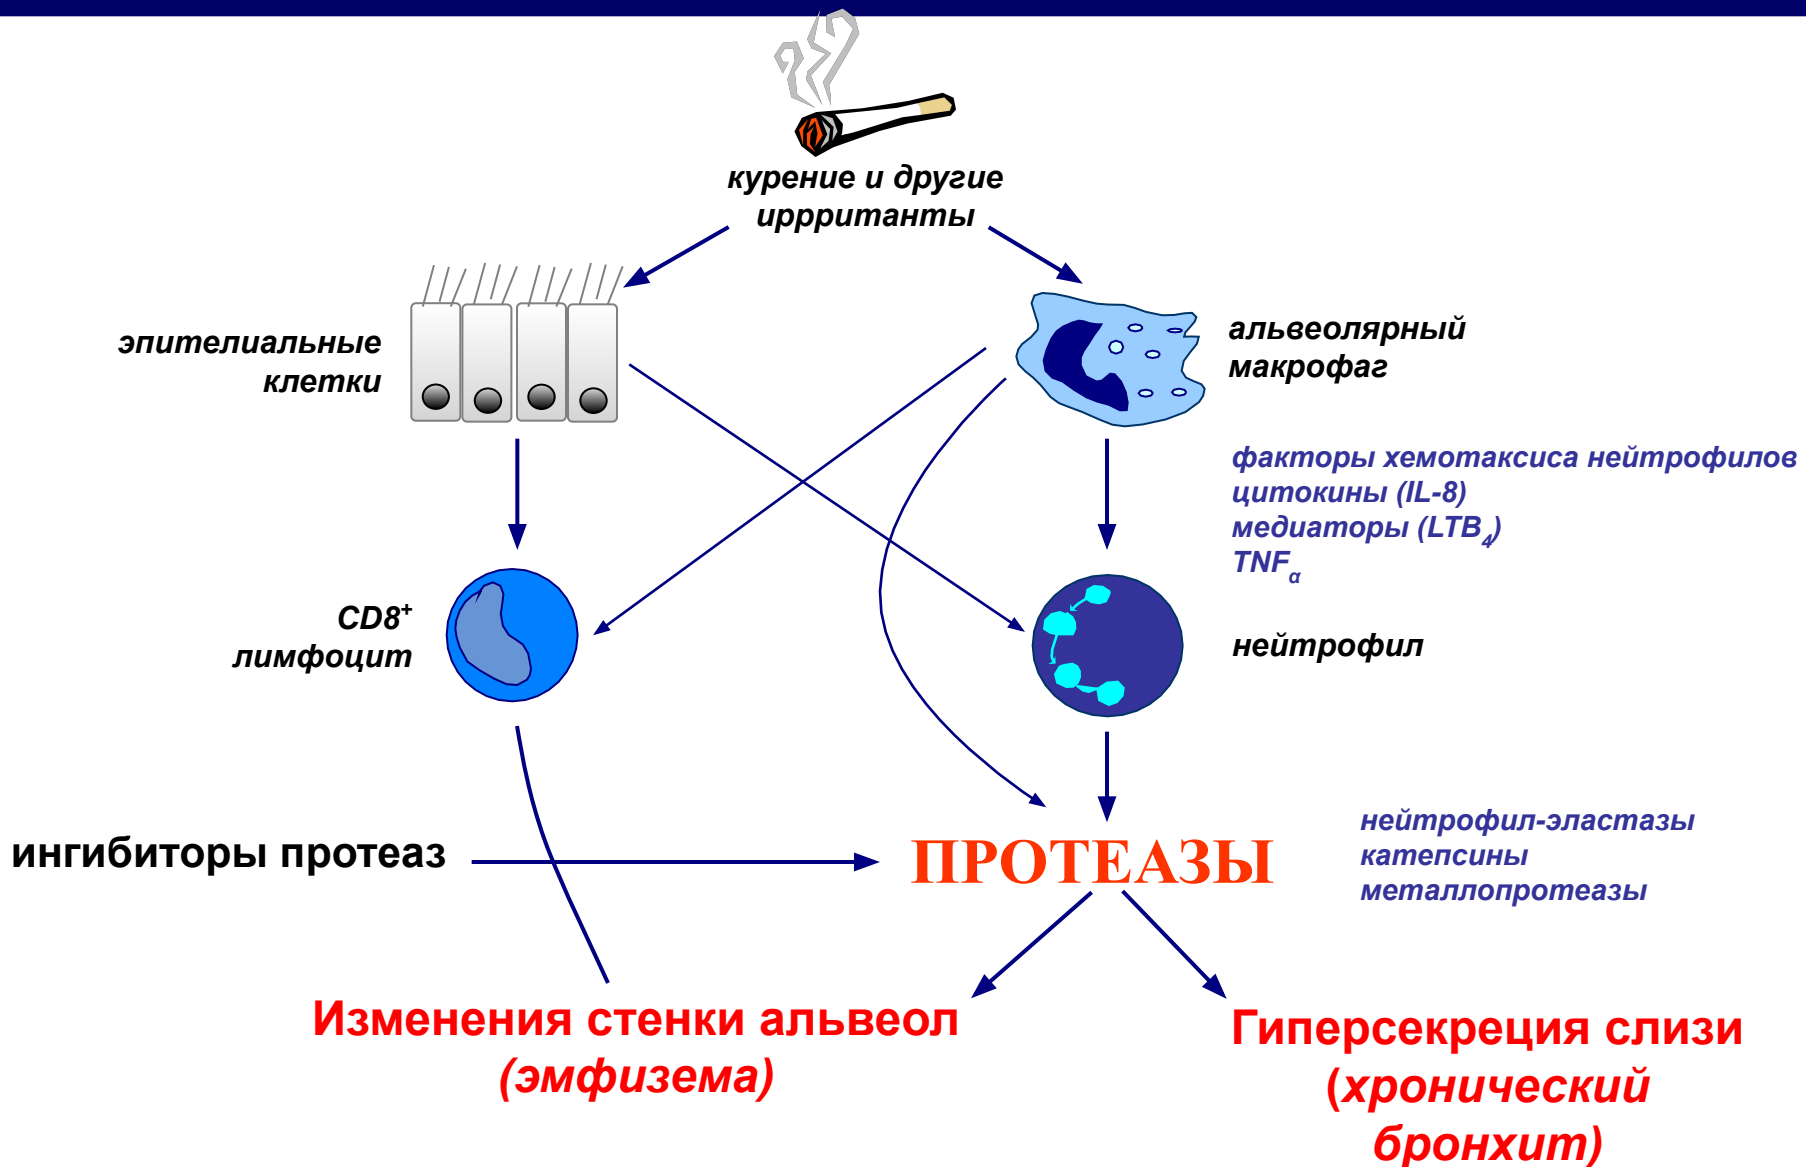 курение и другие
ирррританты
эпителиальные
клетки
альвеолярный
макрофаг
факторы хемотаксиса нейтрофилов
цитокины (IL-8)
медиаторы (LTB₄)
TNFα
CD8⁺
лимфоцит
нейтрофил
ингибиторы протеаз
ПРОТЕАЗЫ
нейтрофил-эластазы
катепсины
металлопротеазы
Изменения стенки альвеол
(эмфизема)
Гиперсекреция слизи
(хронический
бронхит)